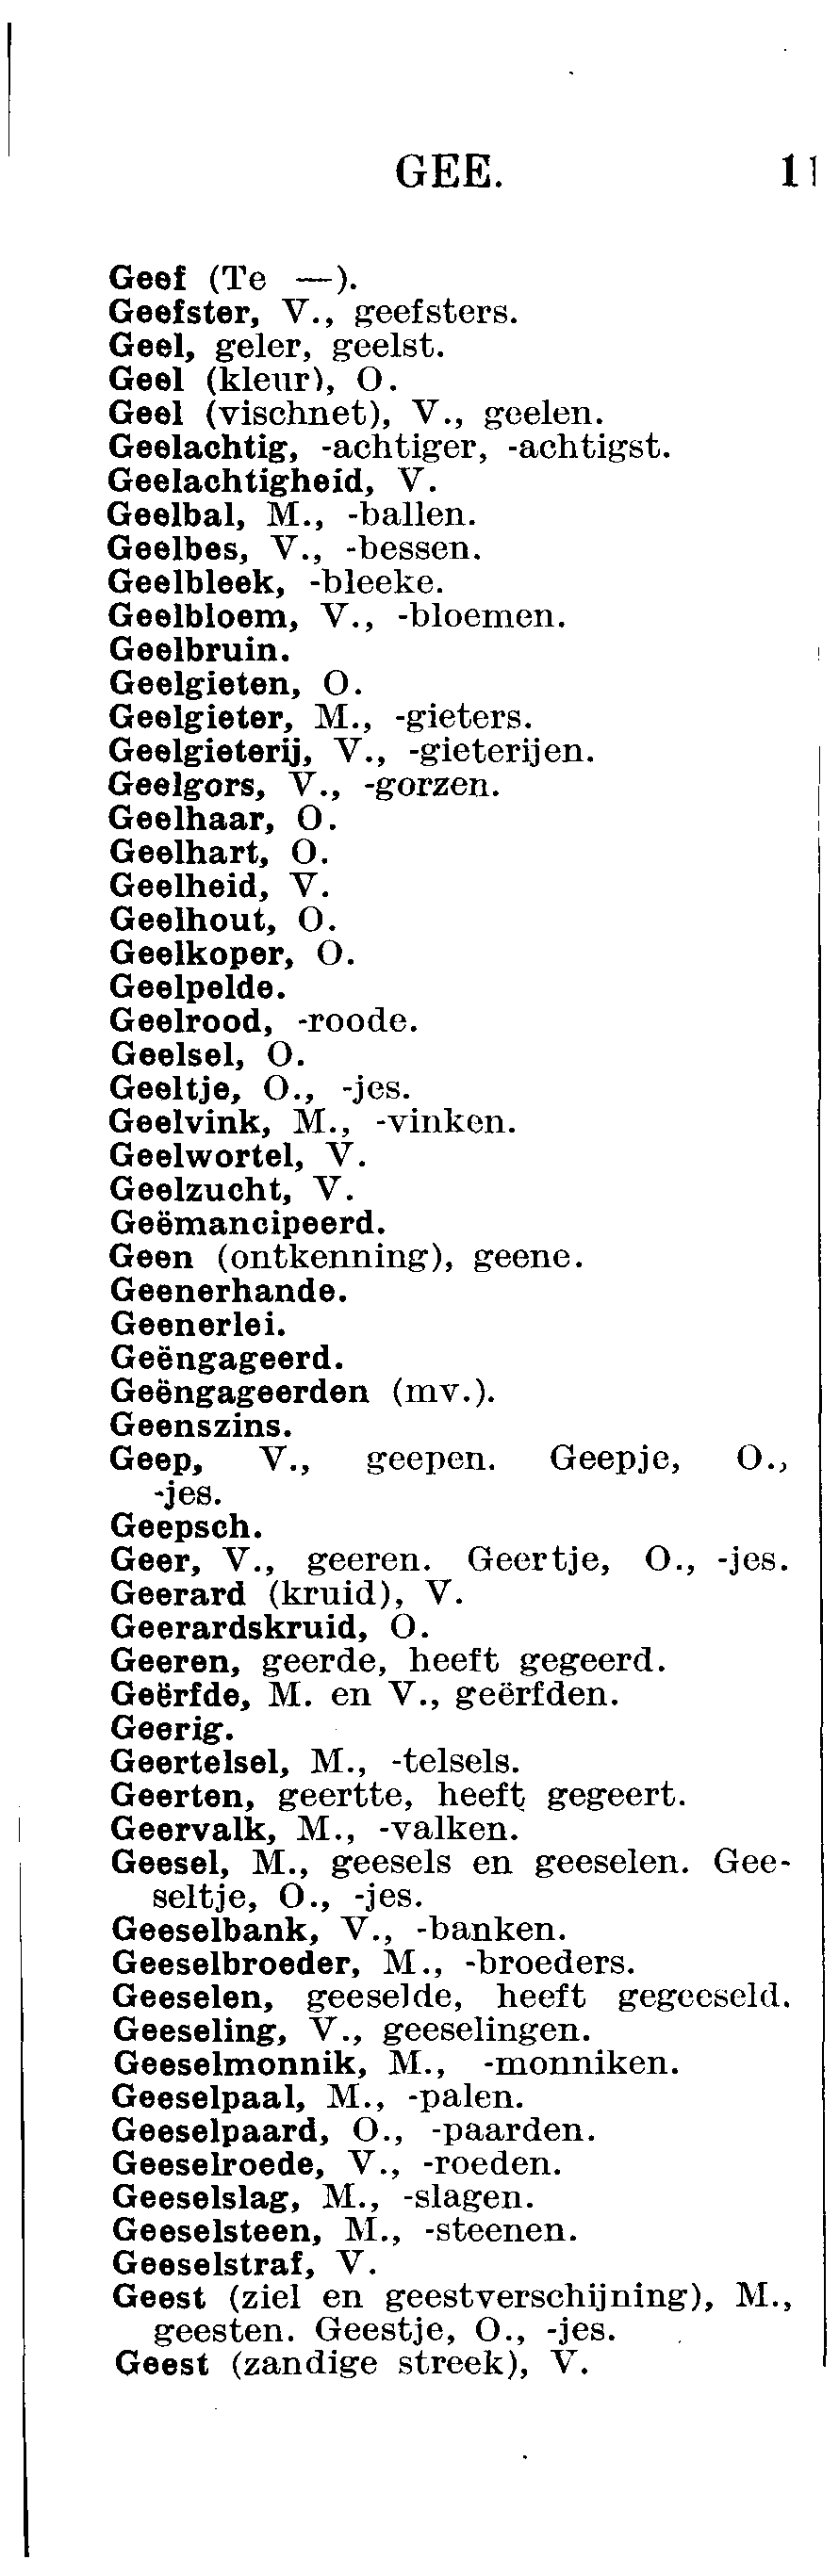 GEE. 11
Geef (Te —).
Geefster, V., geefsters.
Geel, geler, geelst.
Geel (kleur), O.
Geel (vischnet), V., geelen.
Geelachtig, -achtiger, -achtigst.
Geelachtigheid, V.
Geelbal, M., -ballen.
Geelbes, V., -bessen.
Geelbleek, -bleeke.
Geelbloem, V., -bloemen.
Geelbruin.
Geelgieten, O.
Geelgieter, M., -gieters.
Geelgieterij, V., -gieterijen.
Geelgors, V., -gorzen.
Geelhaar, O.
Geelhart, O.
Geelheid, V.
Geelhout, O.
Geelkoper, O.
Geelpelde.
Geelrood, -roode.
Geelsel, O.
Geeltje, O., -jes.
Geelvink, M., -vinken.
Geelwortel, V.
Geelzucht, V.
Geëmancipeerd.
Geen (ontkenning), geene.
Geenerhande.
Geenerlei.
Geëngageerd.
Geëngageerden (mv.).
Geenszins.
Geep, V., geepen. Geepje, O.,
-jes.
Geepsch.
Geer, V., geeren. Geertje, O., -jes.
Geerard (kruid), V.
Geerardskruid, O.
Geeren, geerde, heeft gegeerd.
Geërfde, M. en V., geërfden.
Geerig.
Geertelsel, M., -telsels.
Geerten, geertte, heeft gegeert.
Geervalk, M., -valken.
Geesel, M., geesels en geeselen. Gee-
seltje, O., -jes.
Geeselbank, V., -banken.
Geeselbroeder, M., -broeders.
Geeselen, geeselde, heeft gegeeseld.
Geeseling, V., geeselingen.
Geeselmonnik, M., -monniken.
Geeselpaal, M., -palen.
Geeselpaard, O., -paarden.
Geeselroede, V., -roeden.
Geeselslag, M., -slagen.
Geeselsteen, M., -steenen.
Geeselstraf, V.
Geest (ziel en geestverschijning), M.,
geesten. Geestje, O., -jes.
Geest (zandige streek), V.